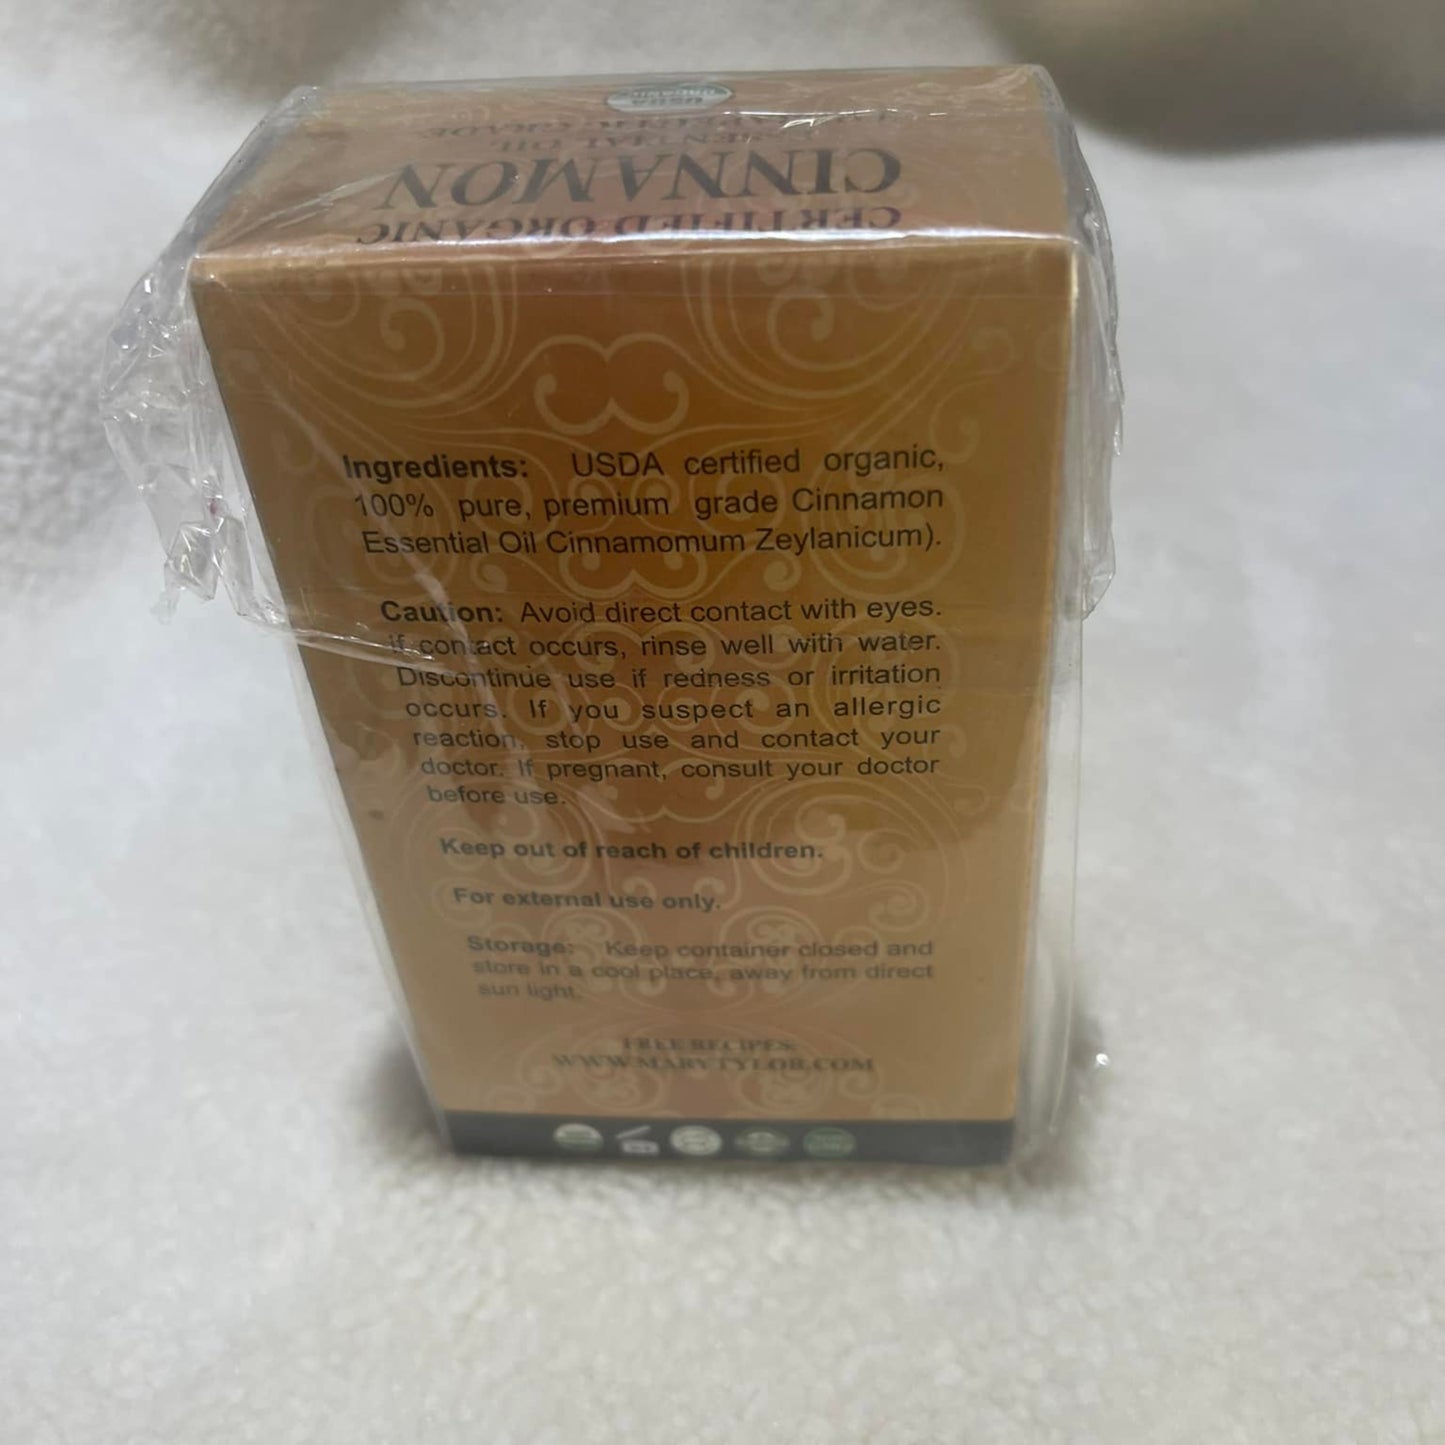 USDA
ORGANIC
ESSENTIAL OIL
CINNAMON
CERTIFIED ORGANIC
Ingredients: USDA certified organic,
100% pure, premium grade Cinnamon
Essential Oil Cinnamomum Zeylanicum).
Caution: Avoid direct contact with eyes.
if contact occurs, rinse well with water.
Discontinue use if redness or irritation
occurs. If you suspect an allergic
reaction, stop use and contact your
doctor. If pregnant, consult your doctor
before use.
Keep out of reach of children.
For external use only.
Storage: Keep container closed and
store in a cool place, away from direct
sun light.
FREE RECIPES:
WWW.MARYTYLOR.COM